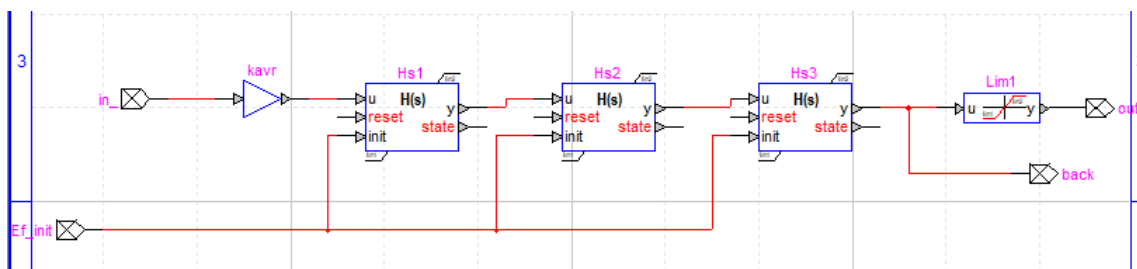 3
kavr
Hs1
Hs2
Hs3
Lim1
in_
u
H(s)
y
reset
state
init
u
H(s)
y
reset
state
init
u
H(s)
y
reset
state
init
u
y
out
back
Ef_init